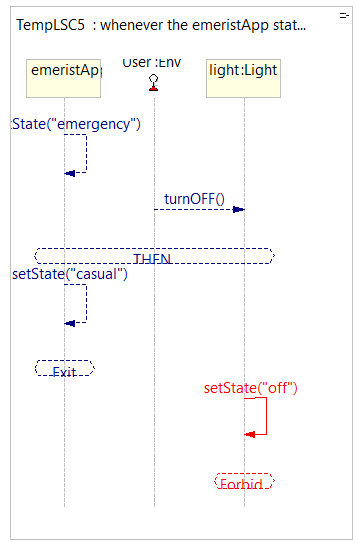 TempLSC5 : whenever the emeristApp stat...
emeristApp
User :Env
light:Light
State("emergency")
turnOFF()
THEN
setState("casual")
Exit
setState("off")
Forbid